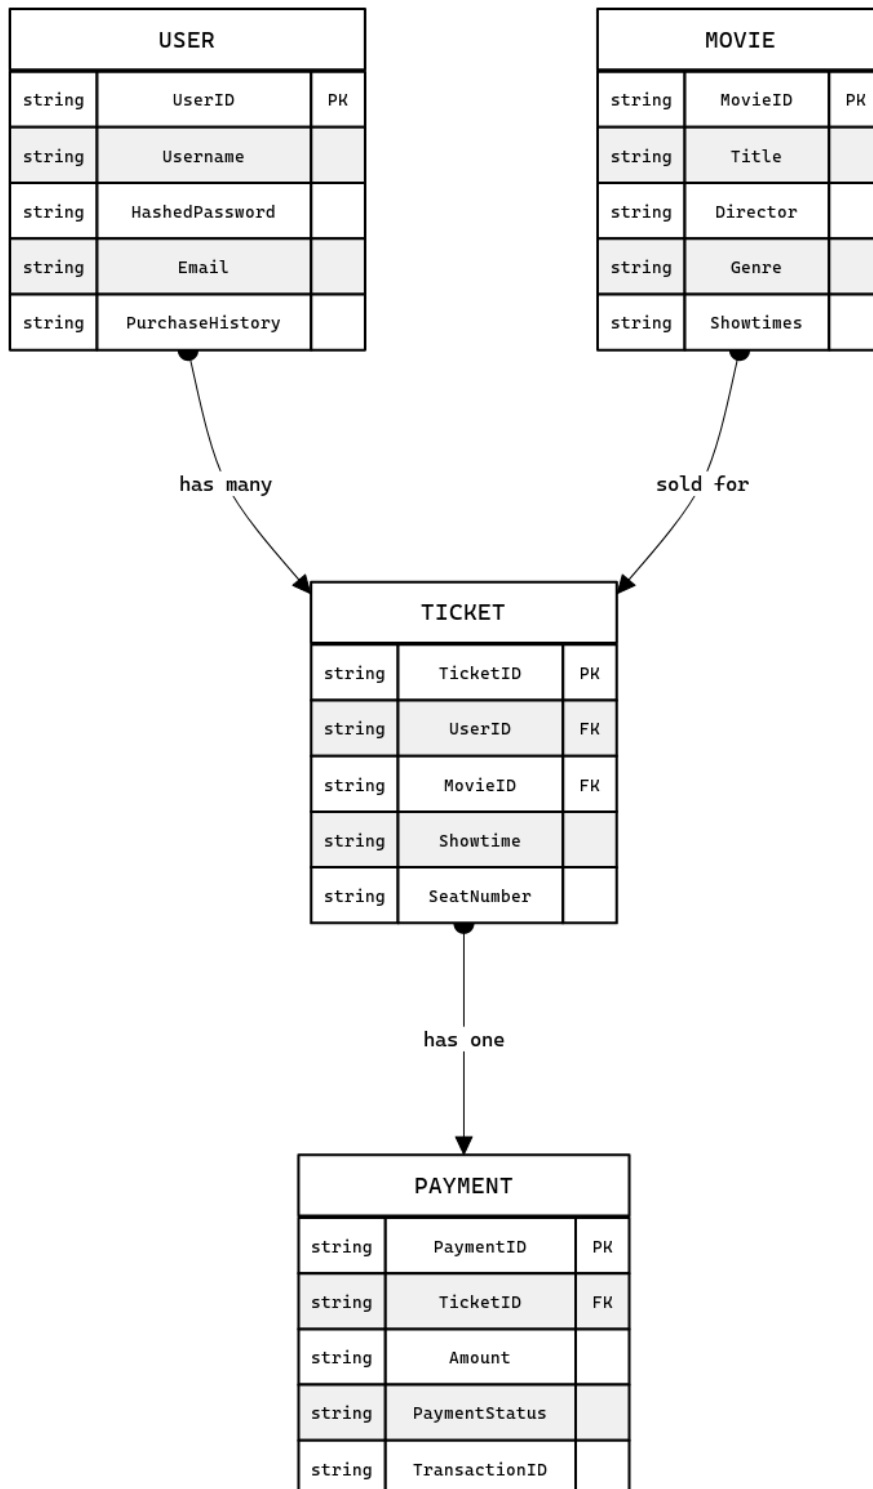 USER
string UserID PK
string Username
string HashedPassword
string Email
string PurchaseHistory
MOVIE
string MovieID PK
string Title
string Director
string Genre
string Showtimes
has many
sold for
TICKET
string TicketID PK
string UserID FK
string MovieID FK
string Showtime
string SeatNumber
has one
PAYMENT
string PaymentID PK
string TicketID FK
string Amount
string PaymentStatus
string TransactionID